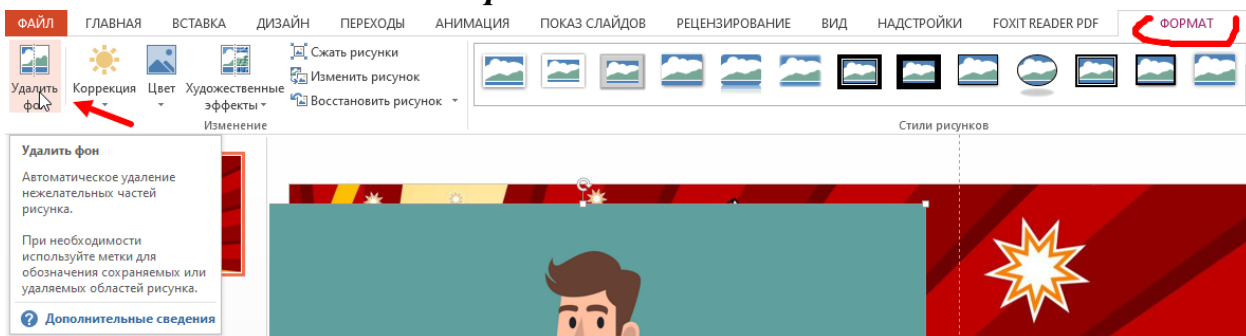 ФАЙЛ ГЛАВНАЯ ВСТАВКА ДИЗАЙН ПЕРЕХОДЫ АНИМАЦИЯ ПОКАЗ СЛАЙДОВ РЕЦЕНЗИРОВАНИЕ ВИД НАДСТРОЙКИ FOXIT READER PDF ФОРМАТ
Удалить фон
Коррекция
Цвет
Художественные эффекты
Сжать рисунки
Изменить рисунок
Восстановить рисунок
Изменение
Стили рисунков
Удалить фон
Автоматическое удаление
нежелательных частей
рисунка.
При необходимости
используйте метки для
обозначения сохраняемых или
удаляемых областей рисунка.
Дополнительные сведения